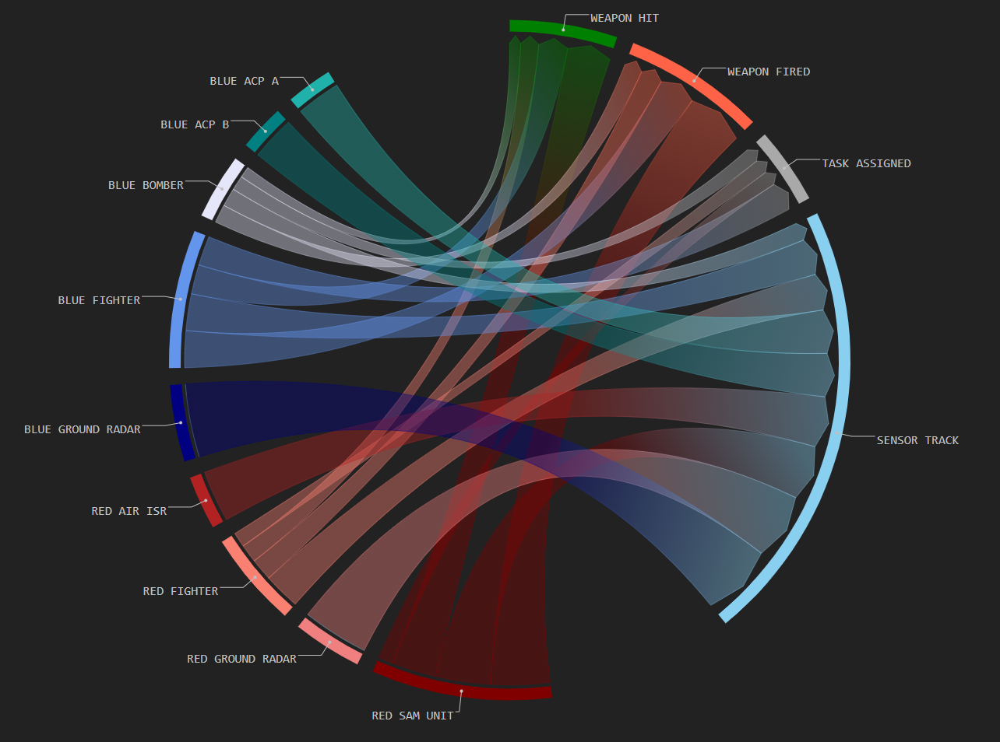 WEAPON HIT
WEAPON FIRED
BLUE ACP A
BLUE ACP B
TASK ASSIGNED
BLUE BOMBER
BLUE FIGHTER
BLUE GROUND RADAR
SENSOR TRACK
RED AIR ISR
RED FIGHTER
RED GROUND RADAR
RED SAM UNIT